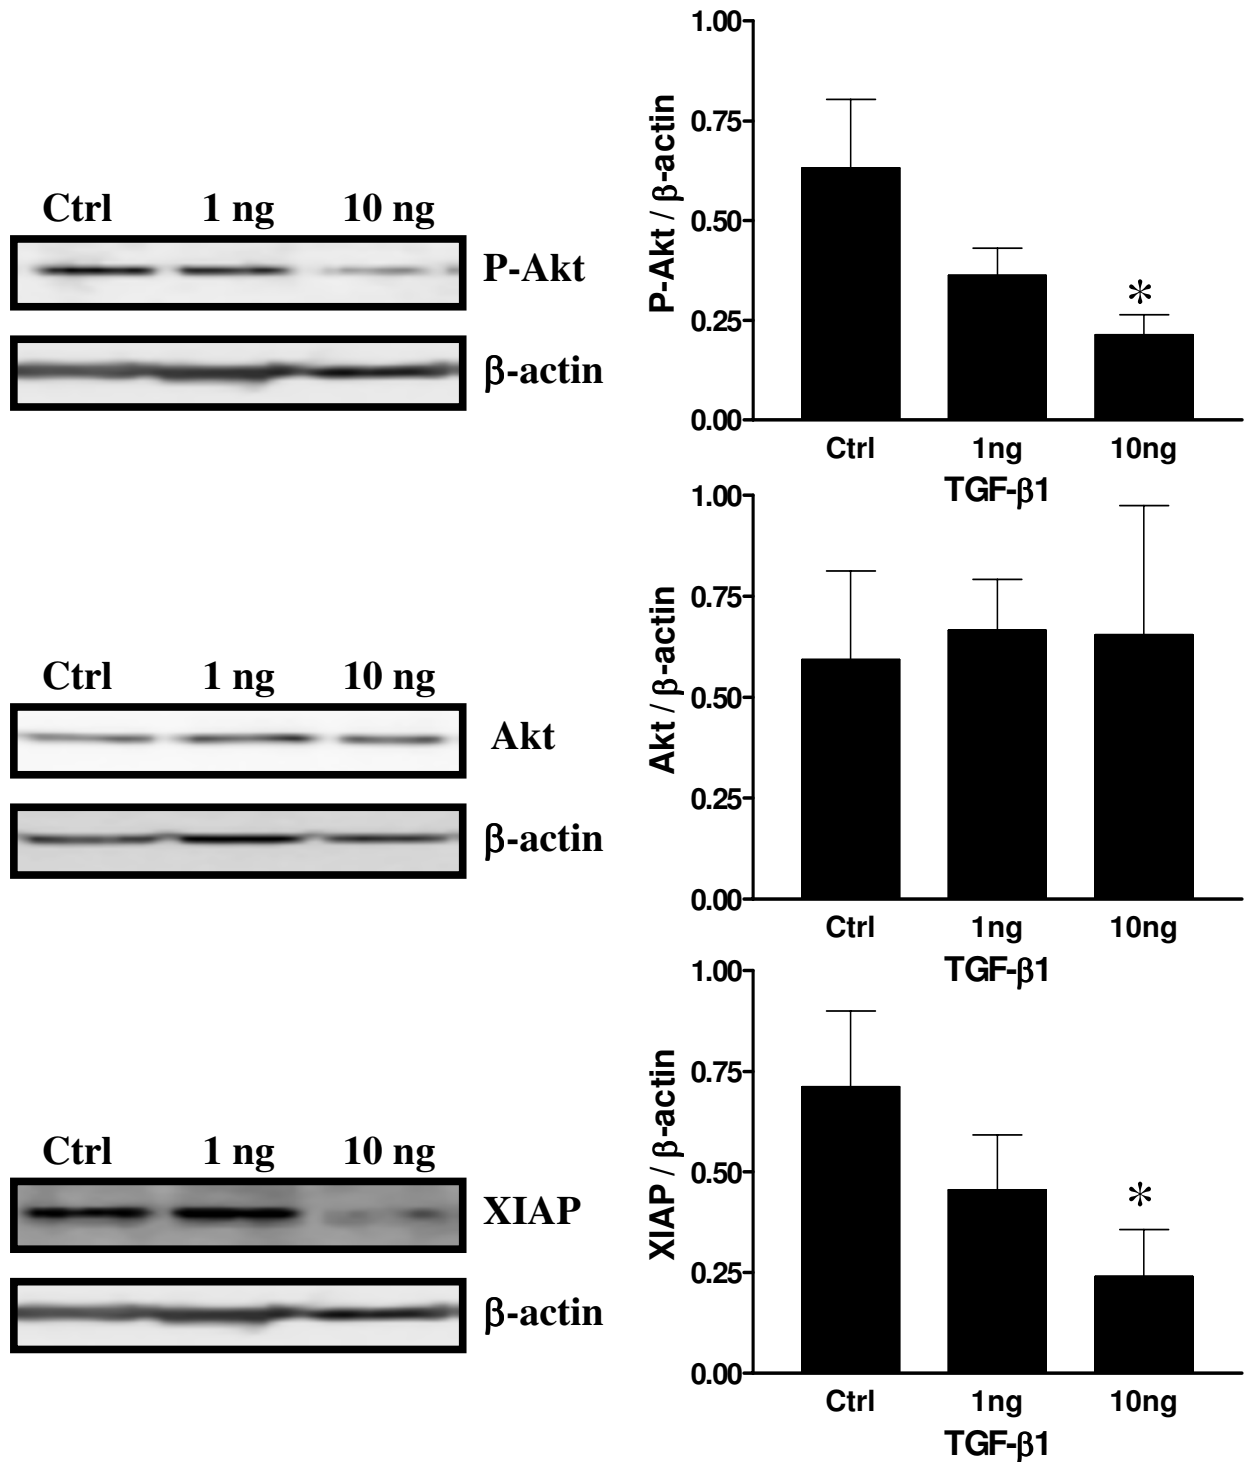 Ctrl 1 ng 10 ng
P-Akt
β-actin
1.00
0.75
0.50
0.25
0.00
P-Akt / β-actin
*
Ctrl 1ng 10ng
TGF-β1
Ctrl 1 ng 10 ng
Akt
β-actin
1.00
0.75
0.50
0.25
0.00
Akt / β-actin
Ctrl 1ng 10ng
TGF-β1
Ctrl 1 ng 10 ng
XIAP
β-actin
1.00
0.75
0.50
0.25
0.00
XIAP / β-actin
*
Ctrl 1ng 10ng
TGF-β1